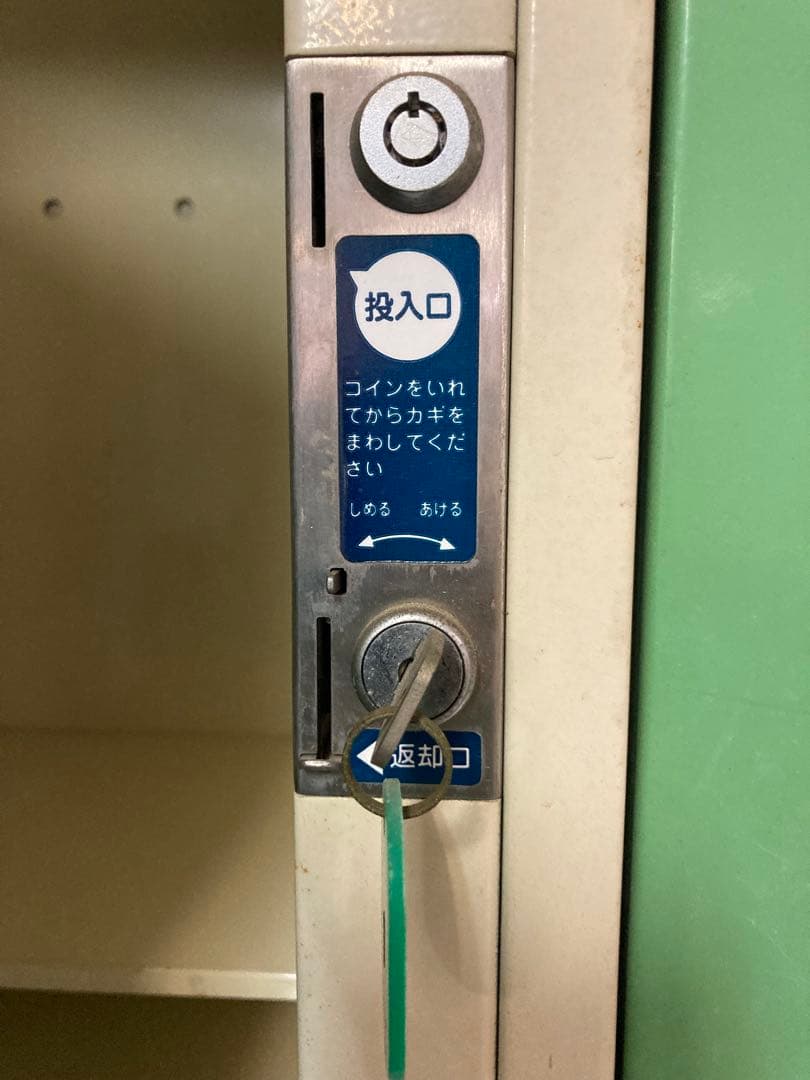 投入口
コインをいれ
てからカギを
まわしてくだ
さい
しめる あける
返却口